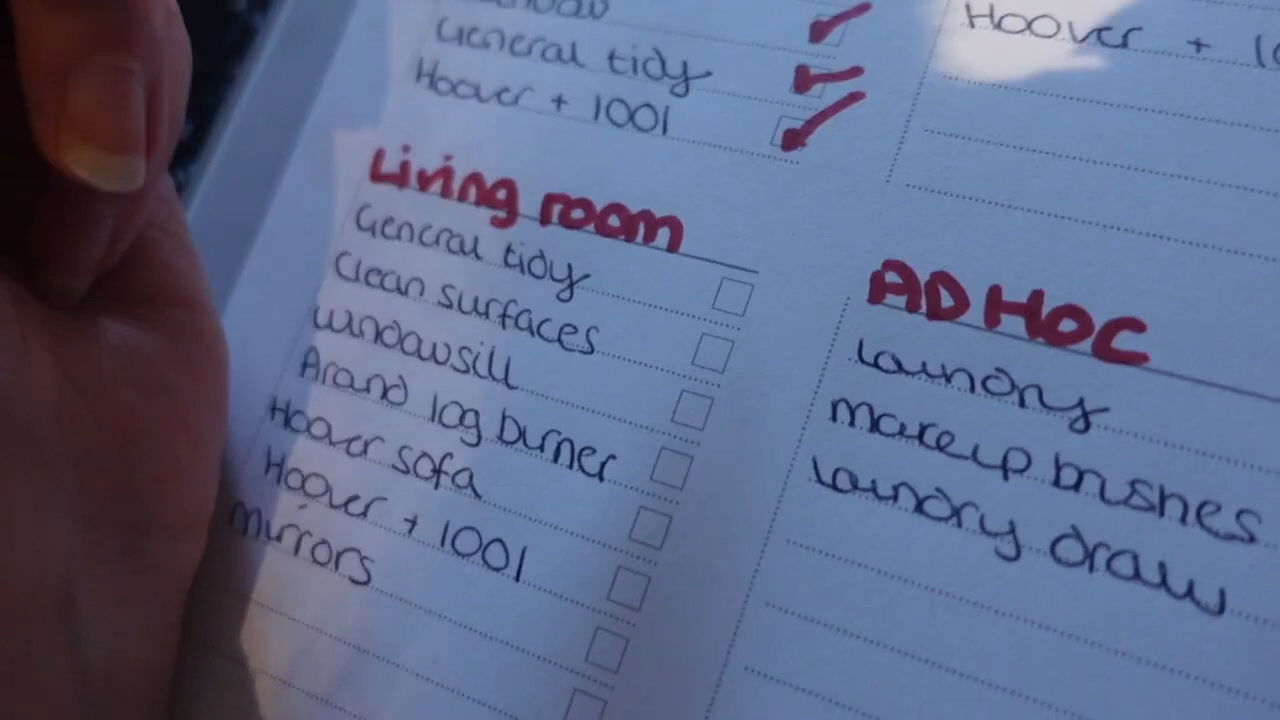 General tidy
Hoover + 1001
Living room
General tidy
Clean surfaces
Windowsill
Around log burner
Hoover sofa
Hoover + 1001
mirrors
Hoover +
AD HOC
Laundry
makeup brushes
Laundry draw